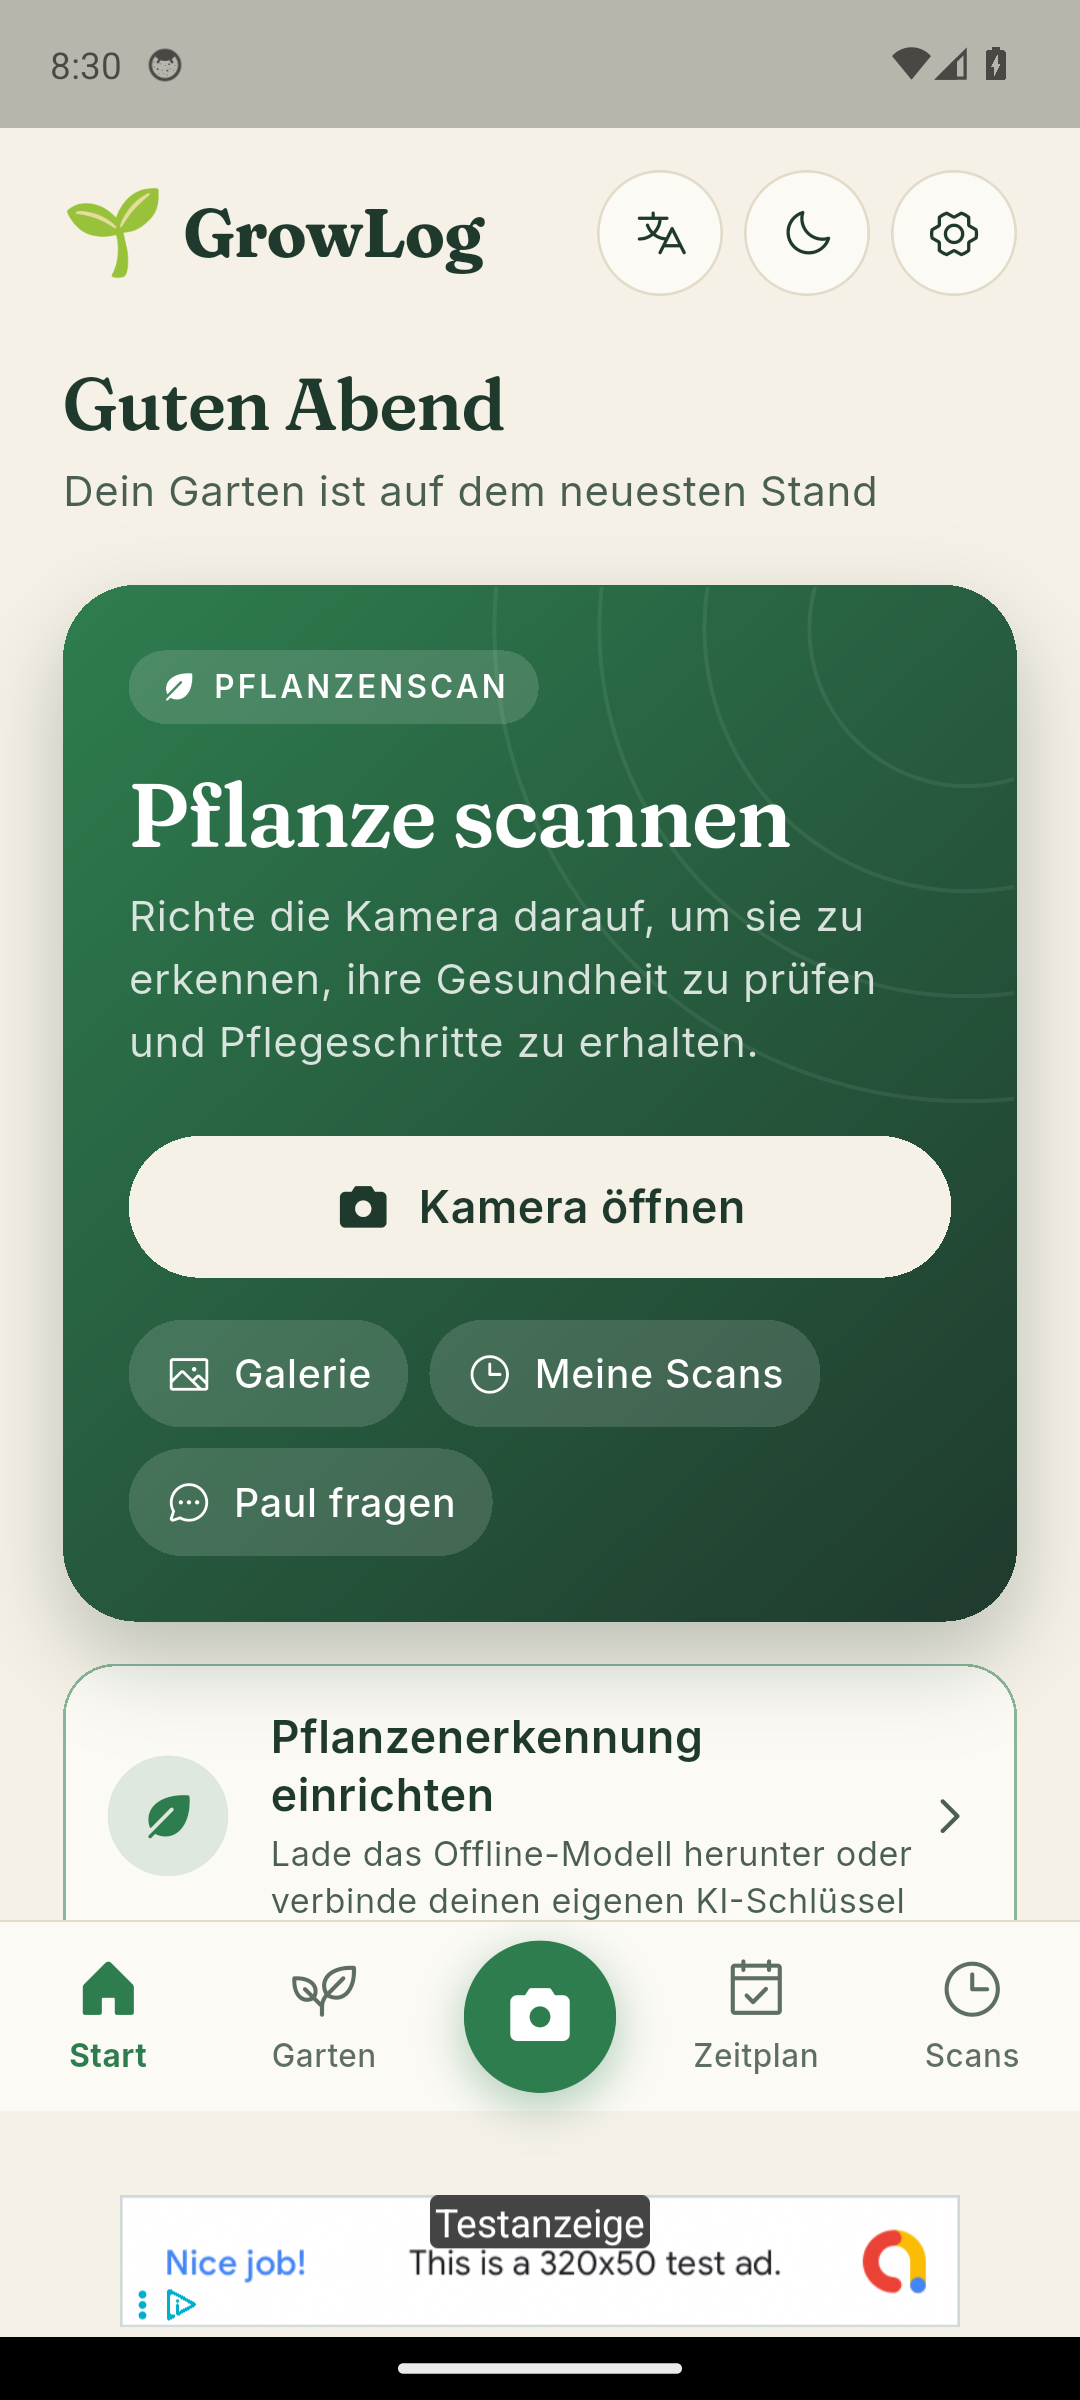 8:30
GrowLog
Guten Abend
Dein Garten ist auf dem neuesten Stand
PFLANZENSCAN
Pflanze scannen
Richte die Kamera darauf, um sie zu
erkennen, ihre Gesundheit zu prüfen
und Pflegeschritte zu erhalten.
Kamera öffnen
Galerie
Meine Scans
Paul fragen
Pflanzenerkennung
einrichten
Lade das Offline-Modell herunter oder
verbinde deinen eigenen KI-Schlüssel
Start
Garten
Zeitplan
Scans
Testanzeige
Nice job!
This is a 320x50 test ad.